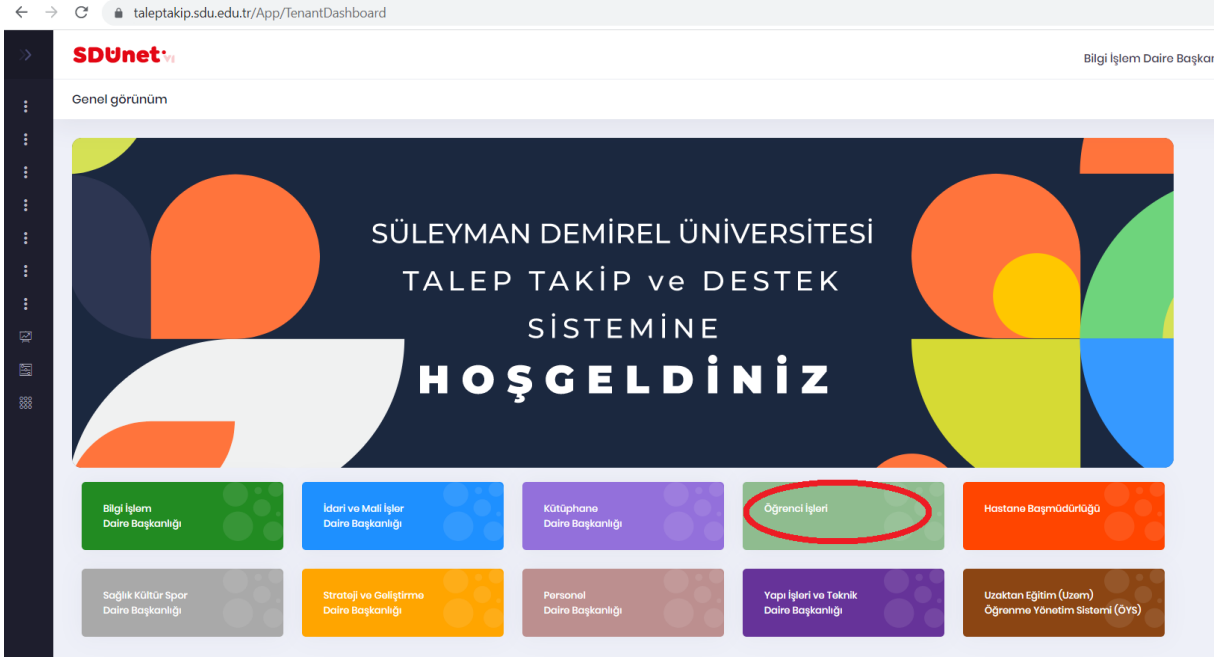 taleptakip.sdu.edu.tr/App/TenantDashboard
SDÜnet
Bilgi İşlem Daire
Genel görünüm
SÜLEYMAN DEMİREL ÜNİVERSİTESİ
TALEP TAKİP ve DESTEK
SİSTEMİNE
HOŞGELDİNİZ
Bilgi İşlem
Daire Başkanlığı
İdari ve Mali İşler
Daire Başkanlığı
Kütüphane
Daire Başkanlığı
Öğrenci İşleri
Hastane Başmüdürlüğü
Sağlık Kültür Spor
Daire Başkanlığı
Strateji ve Geliştirme
Daire Başkanlığı
Personel
Daire Başkanlığı
Yapı İşleri ve Teknik
Daire Başkanlığı
Uzaktan Eğitim (Uzem)
Öğrenme Yönetim Sistemi (ÖYS)